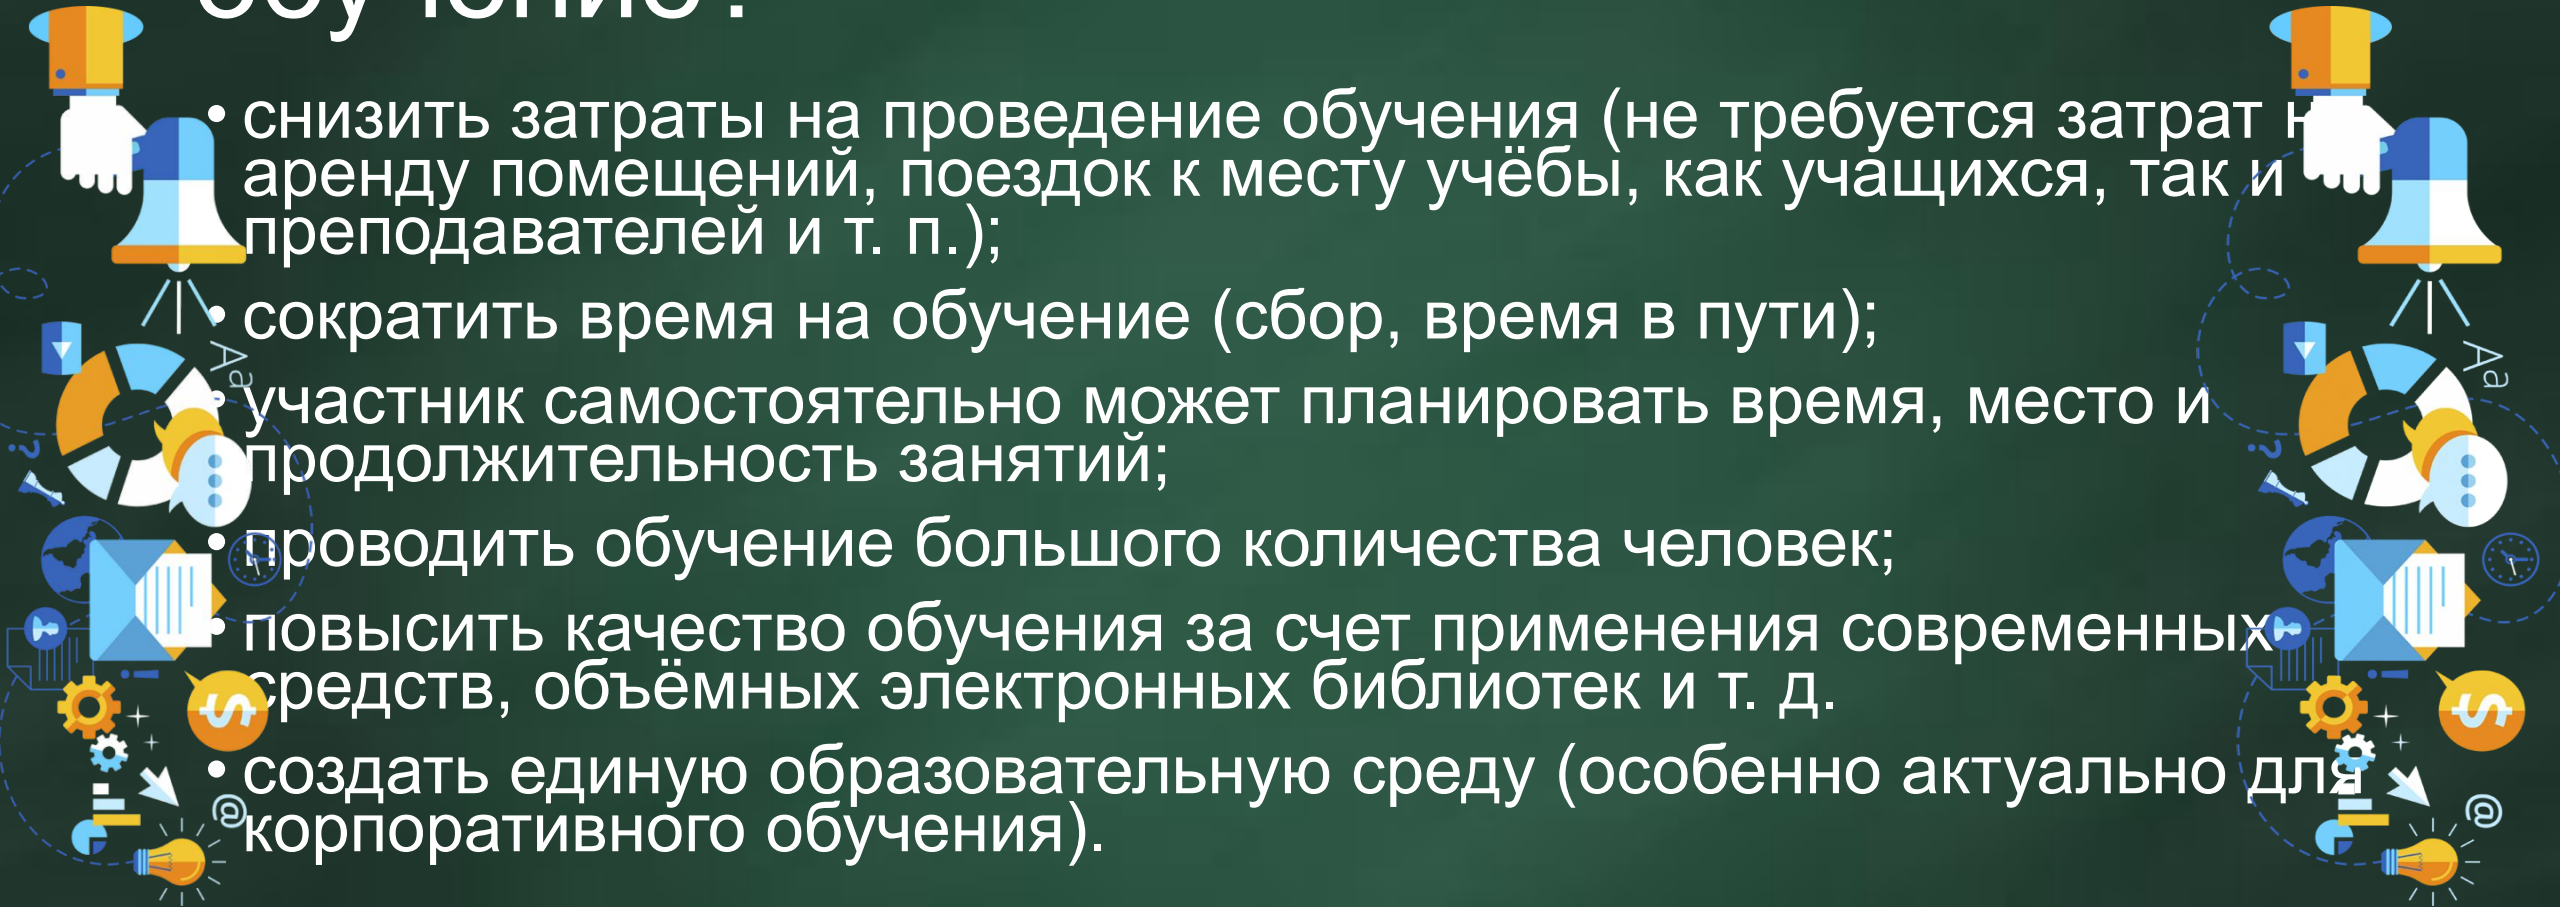 обучение?
• снизить затраты на проведение обучения (не требуется затрат
аренду помещений, поездок к месту учёбы, как учащихся, так и
преподавателей и т. п.);
• сократить время на обучение (сбор, время в пути);
• участник самостоятельно может планировать время, место и
продолжительность занятий;
• проводить обучение большого количества человек;
• повысить качество обучения за счет применения современных
средств, объёмных электронных библиотек и т. д.
• создать единую образовательную среду (особенно актуально для
корпоративного обучения).
Aa
Aa
@
@